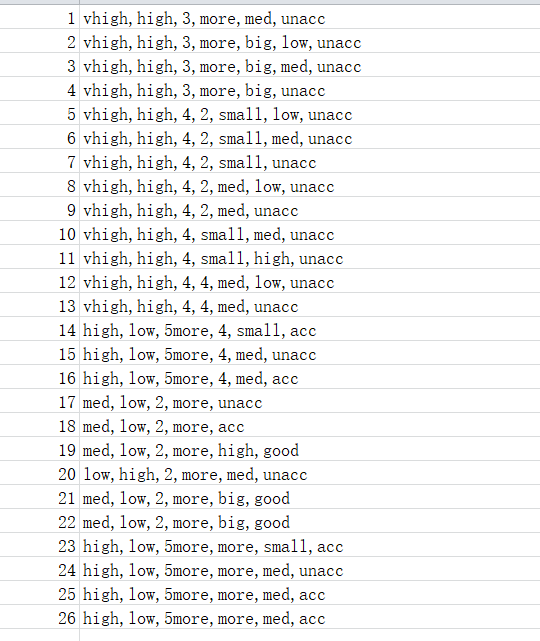 1 vhigh, high, 3, more, med, unacc
2 vhigh, high, 3, more, big, low, unacc
3 vhigh, high, 3, more, big, med, unacc
4 vhigh, high, 3, more, big, unacc
5 vhigh, high, 4, 2, small, low, unacc
6 vhigh, high, 4, 2, small, med, unacc
7 vhigh, high, 4, 2, small, unacc
8 vhigh, high, 4, 2, med, low, unacc
9 vhigh, high, 4, 2, med, unacc
10 vhigh, high, 4, small, med, unacc
11 vhigh, high, 4, small, high, unacc
12 vhigh, high, 4, 4, med, low, unacc
13 vhigh, high, 4, 4, med, unacc
14 high, low, 5more, 4, small, acc
15 high, low, 5more, 4, med, unacc
16 high, low, 5more, 4, med, acc
17 med, low, 2, more, unacc
18 med, low, 2, more, acc
19 med, low, 2, more, high, good
20 low, high, 2, more, med, unacc
21 med, low, 2, more, big, good
22 med, low, 2, more, big, good
23 high, low, 5more, more, small, acc
24 high, low, 5more, more, med, unacc
25 high, low, 5more, more, med, acc
26 high, low, 5more, more, med, acc